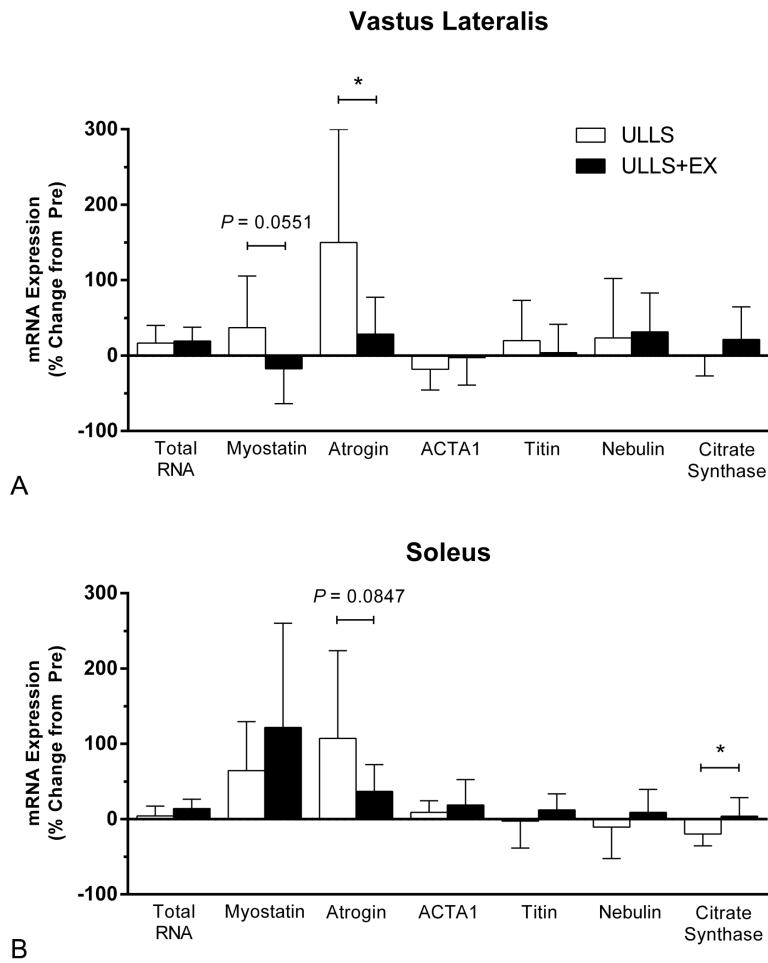 Vastus Lateralis
*
300
200
100
0
-100
mRNA Expression
(% Change from Pre)
ULLS
ULLS+EX
P = 0.0551
Total
RNA
Myostatin
Atrogin
ACTA1
Titin
Nebulin
Citrate
Synthase
A
Soleus
300
200
100
0
-100
mRNA Expression
(% Change from Pre)
P = 0.0847
*
Total
RNA
Myostatin
Atrogin
ACTA1
Titin
Nebulin
Citrate
Synthase
B